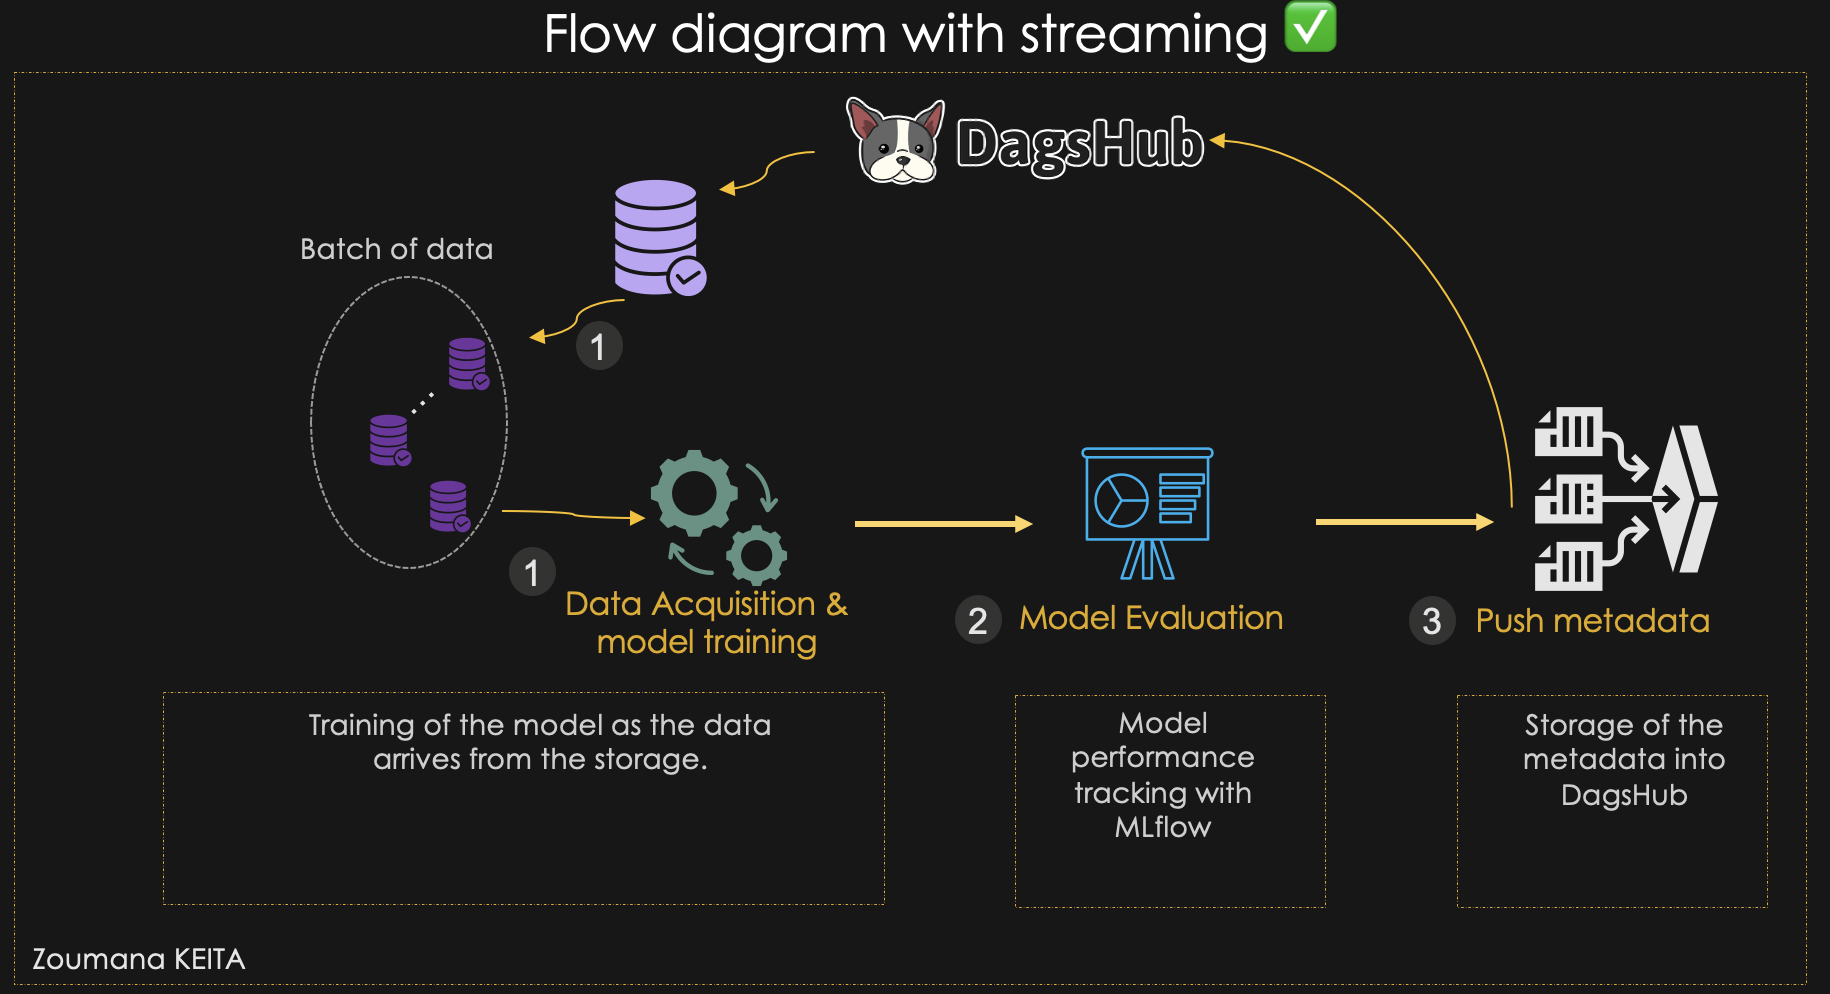 Flow diagram with streaming ✅
DagsHub
Batch of data
1
1
Data Acquisition &
model training
2
Model Evaluation
3
Push metadata
Training of the model as the data
arrives from the storage.
Model
performance
tracking with
MLflow
Storage of the
metadata into
DagsHub
Zoumana KEITA